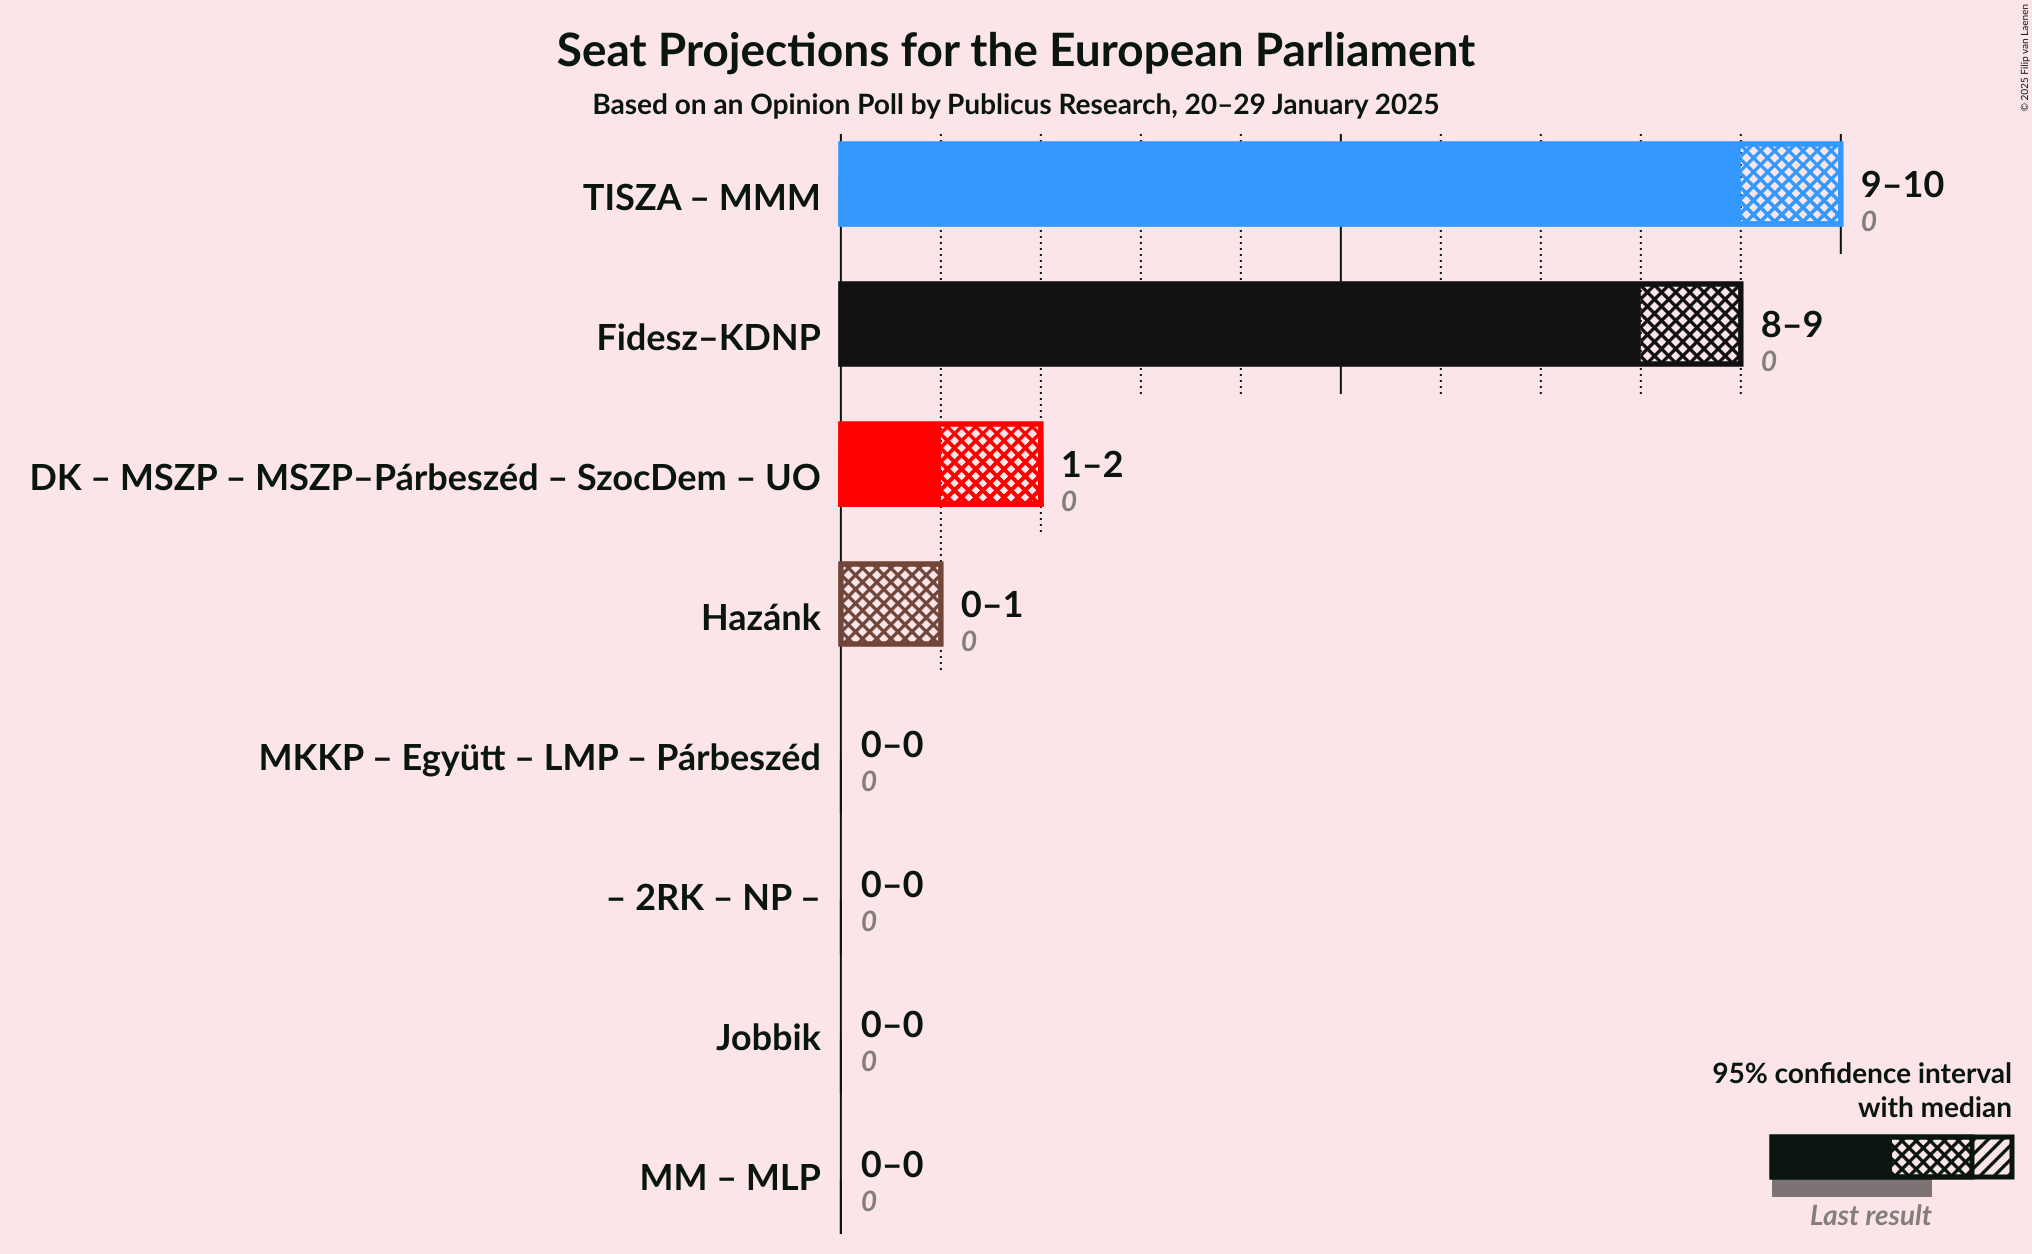 Seat Projections for the European Parliament
Based on an Opinion Poll by Publicus Research, 20–29 January 2025
© 2025 Filip van Laenen
TISZA – MMM
9–10
0
Fidesz–KDNP
8–9
0
DK – MSZP – MSZP–Párbeszéd – SzocDem – UO
1–2
0
Hazánk
0–1
0
MKKP – Együtt – LMP – Párbeszéd
0–0
0
– 2RK – NP –
0–0
0
Jobbik
0–0
0
MM – MLP
0–0
0
95% confidence interval
with median
Last result